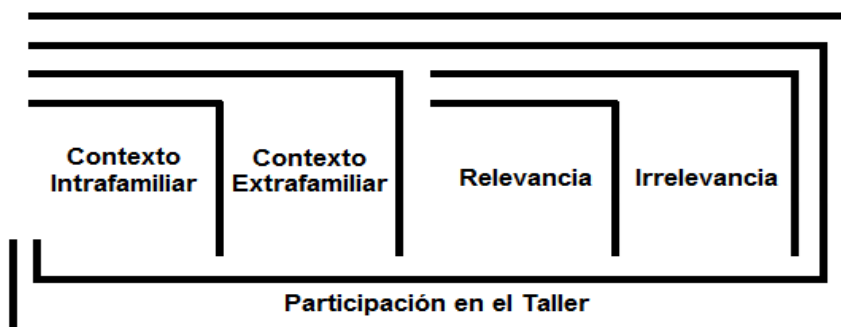 Contexto
Intrafamiliar
Contexto
Extrafamiliar
Relevancia
Irrelevancia
Participación en el Taller